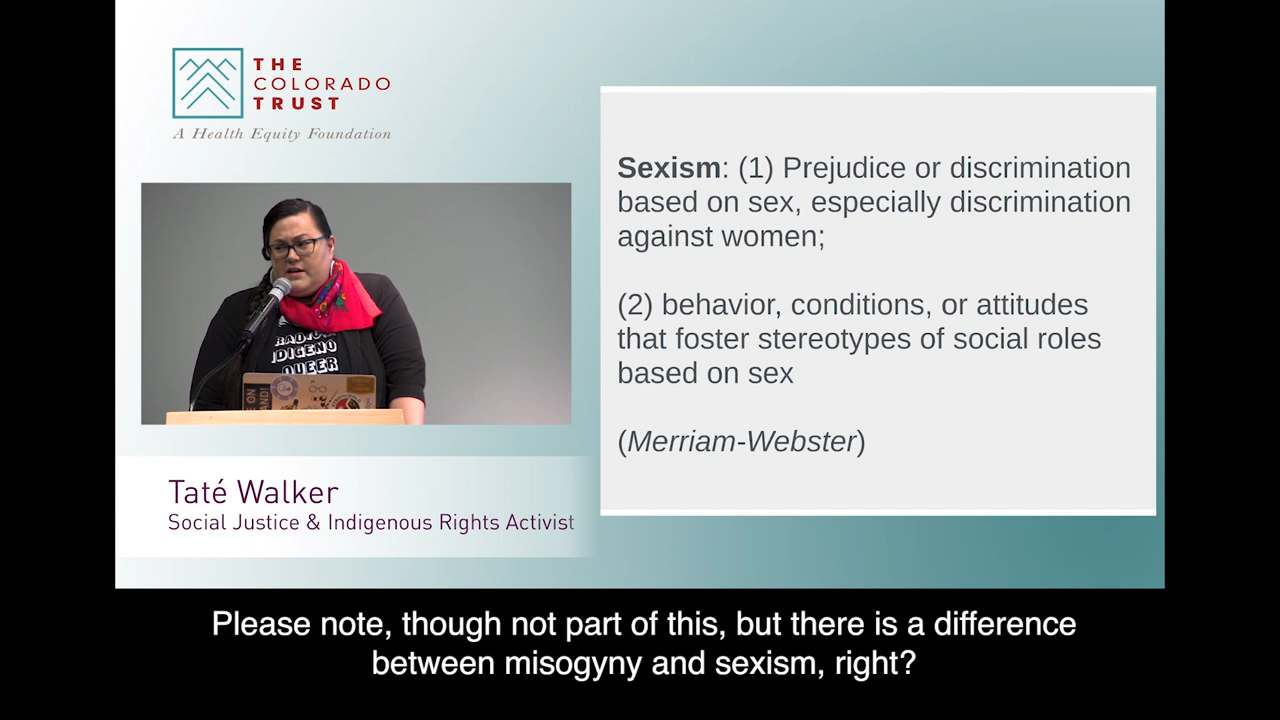 THE
COLORADO
TRUST
A Health Equity Foundation
Sexism: (1) Prejudice or discrimination
based on sex, especially discrimination
against women;
(2) behavior, conditions, or attitudes
that foster stereotypes of social roles
based on sex
(Merriam-Webster)
QUEER
Taté Walker
Social Justice & Indigenous Rights Activist
Please note, though not part of this, but there is a difference
between misogyny and sexism, right?